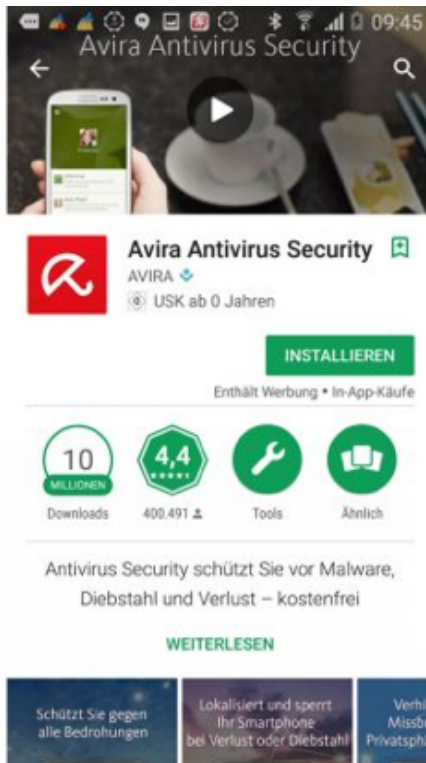 09:45
Avira Antivirus Security
Avira Antivirus Security
AVIRA
USK ab 0 Jahren
INSTALLIEREN
Enthält Werbung • In-App-Käufe
10
MILLIONEN
4,4
Downloads
400.491
Tools
Ähnlich
Antivirus Security schützt Sie vor Malware,
Diebstahl und Verlust – kostenfrei
WEITERLESEN
Schützt Sie gegen
alle Bedrohungen
Lokalisiert und sperrt
Ihr Smartphone
bei Verlust oder Diebstahl